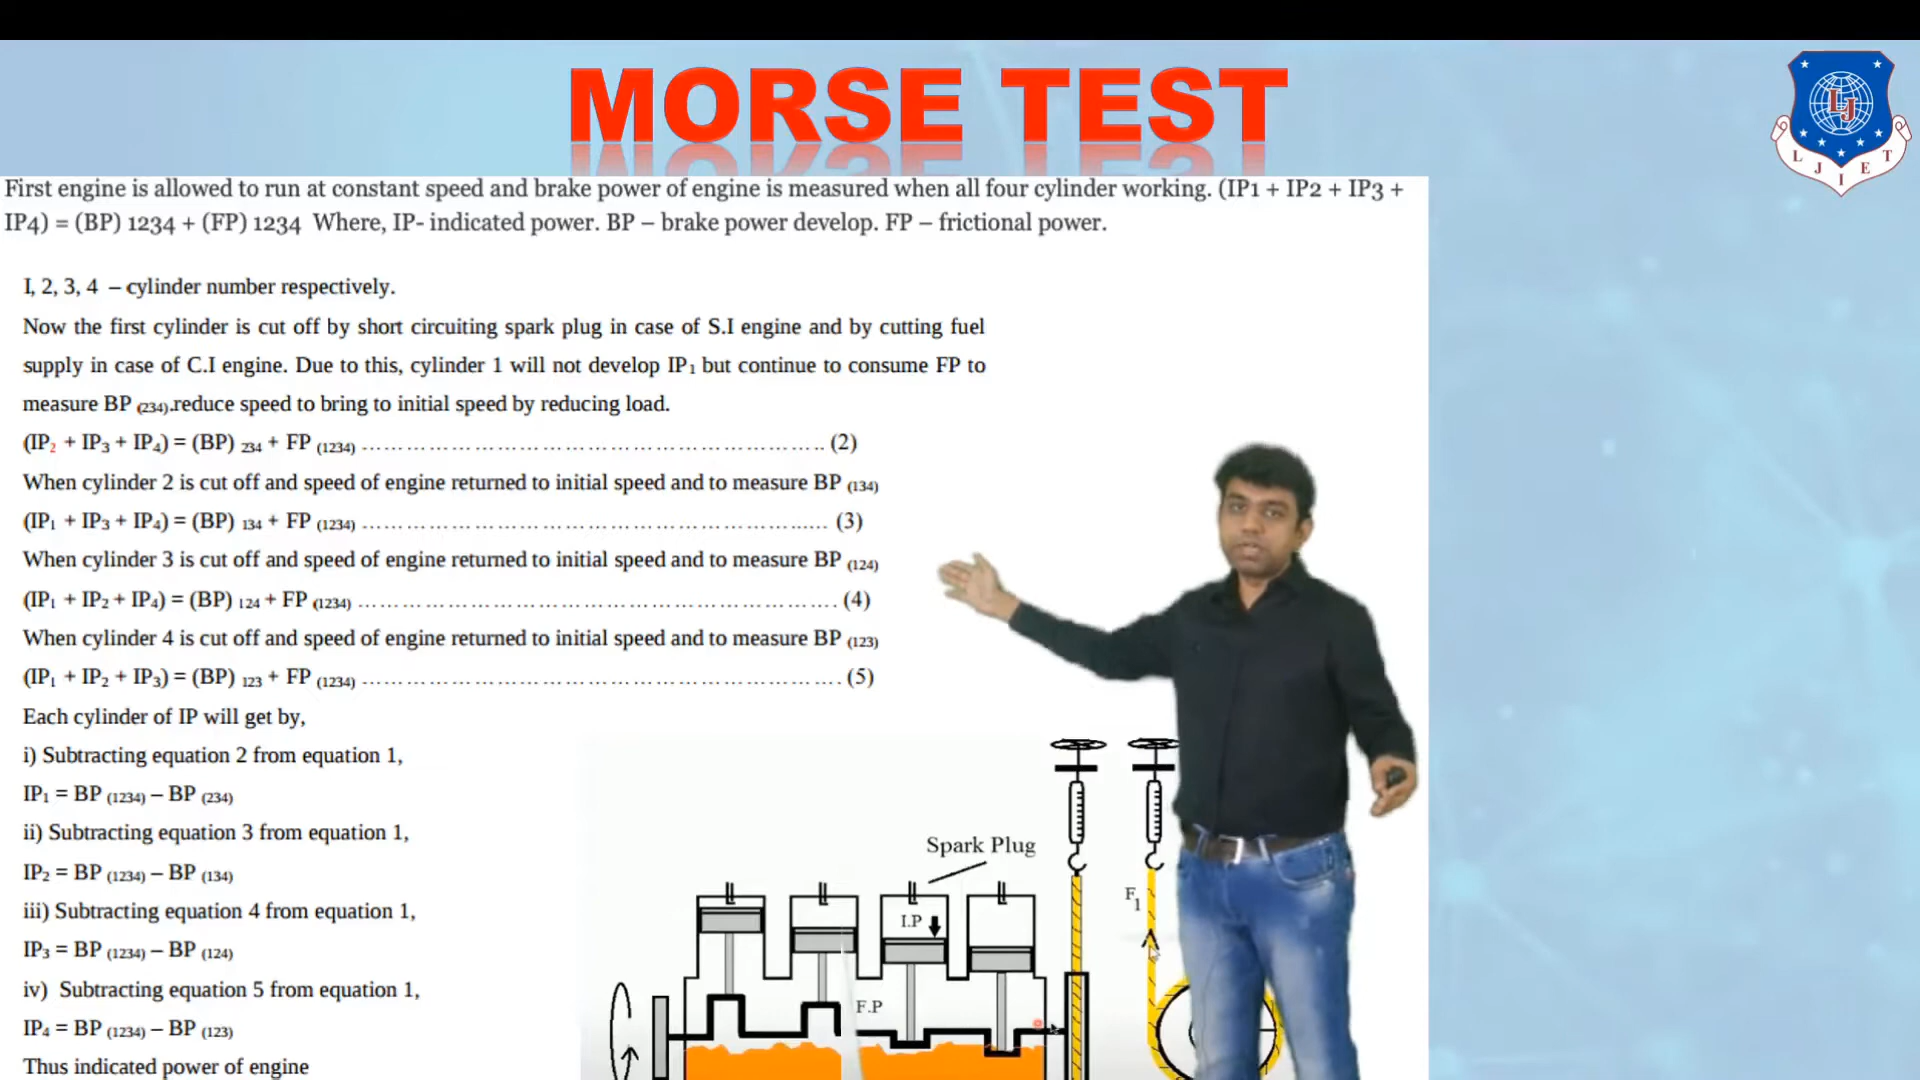 MORSE TEST
L J I E T
LJ
First engine is allowed to run at constant speed and brake power of engine is measured when all four cylinder working. (IP1 + IP2 + IP3 +
IP4) = (BP) 1234 + (FP) 1234 Where, IP- indicated power. BP – brake power develop. FP – frictional power.
I, 2, 3, 4 – cylinder number respectively.
Now the first cylinder is cut off by short circuiting spark plug in case of S.I engine and by cutting fuel
supply in case of C.I engine. Due to this, cylinder 1 will not develop IP₁ but continue to consume FP to
measure BP (234).reduce speed to bring to initial speed by reducing load.
(IP₂ + IP₃ + IP₄) = (BP) 234 + FP (1234) ………………………………………………………….. (2)
When cylinder 2 is cut off and speed of engine returned to initial speed and to measure BP (134)
(IP₁ + IP₃ + IP₄) = (BP) 134 + FP (1234) ………………………………………………………...... (3)
When cylinder 3 is cut off and speed of engine returned to initial speed and to measure BP (124)
(IP₁ + IP₂ + IP₄) = (BP) 124 + FP (1234) …………………………………………………………. (4)
When cylinder 4 is cut off and speed of engine returned to initial speed and to measure BP (123)
(IP₁ + IP₂ + IP₃) = (BP) 123 + FP (1234) …………………………………………………………. (5)
Each cylinder of IP will get by,
i) Subtracting equation 2 from equation 1,
IP₁ = BP (1234) – BP (234)
ii) Subtracting equation 3 from equation 1,
IP₂ = BP (1234) – BP (134)
iii) Subtracting equation 4 from equation 1,
IP₃ = BP (1234) – BP (124)
iv) Subtracting equation 5 from equation 1,
IP₄ = BP (1234) – BP (123)
Thus indicated power of engine
Spark Plug
F₁
I.P
F.P